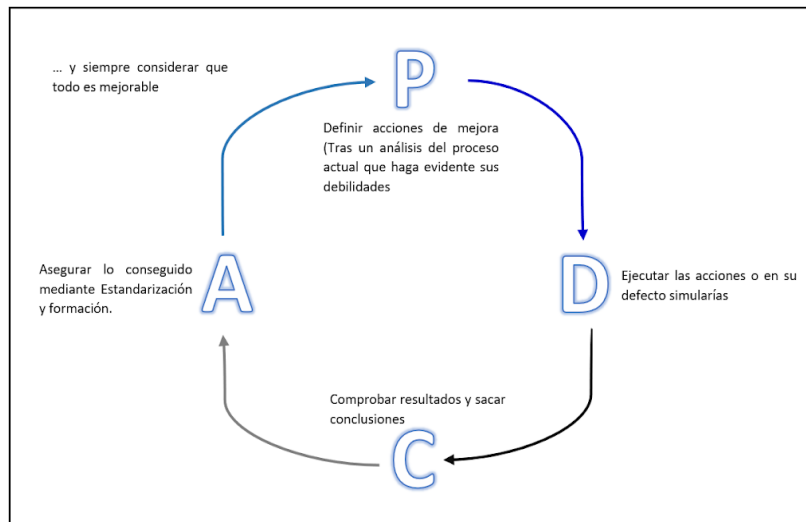 ... y siempre considerar que
todo es mejorable
P
Definir acciones de mejora
(Tras un análisis del proceso
actual que haga evidente sus
debilidades
D
Ejecutar las acciones o en su
defecto simularías
Comprobar resultados y sacar
conclusiones
C
Asegurar lo conseguido
mediante Estandarización
y formación.
A